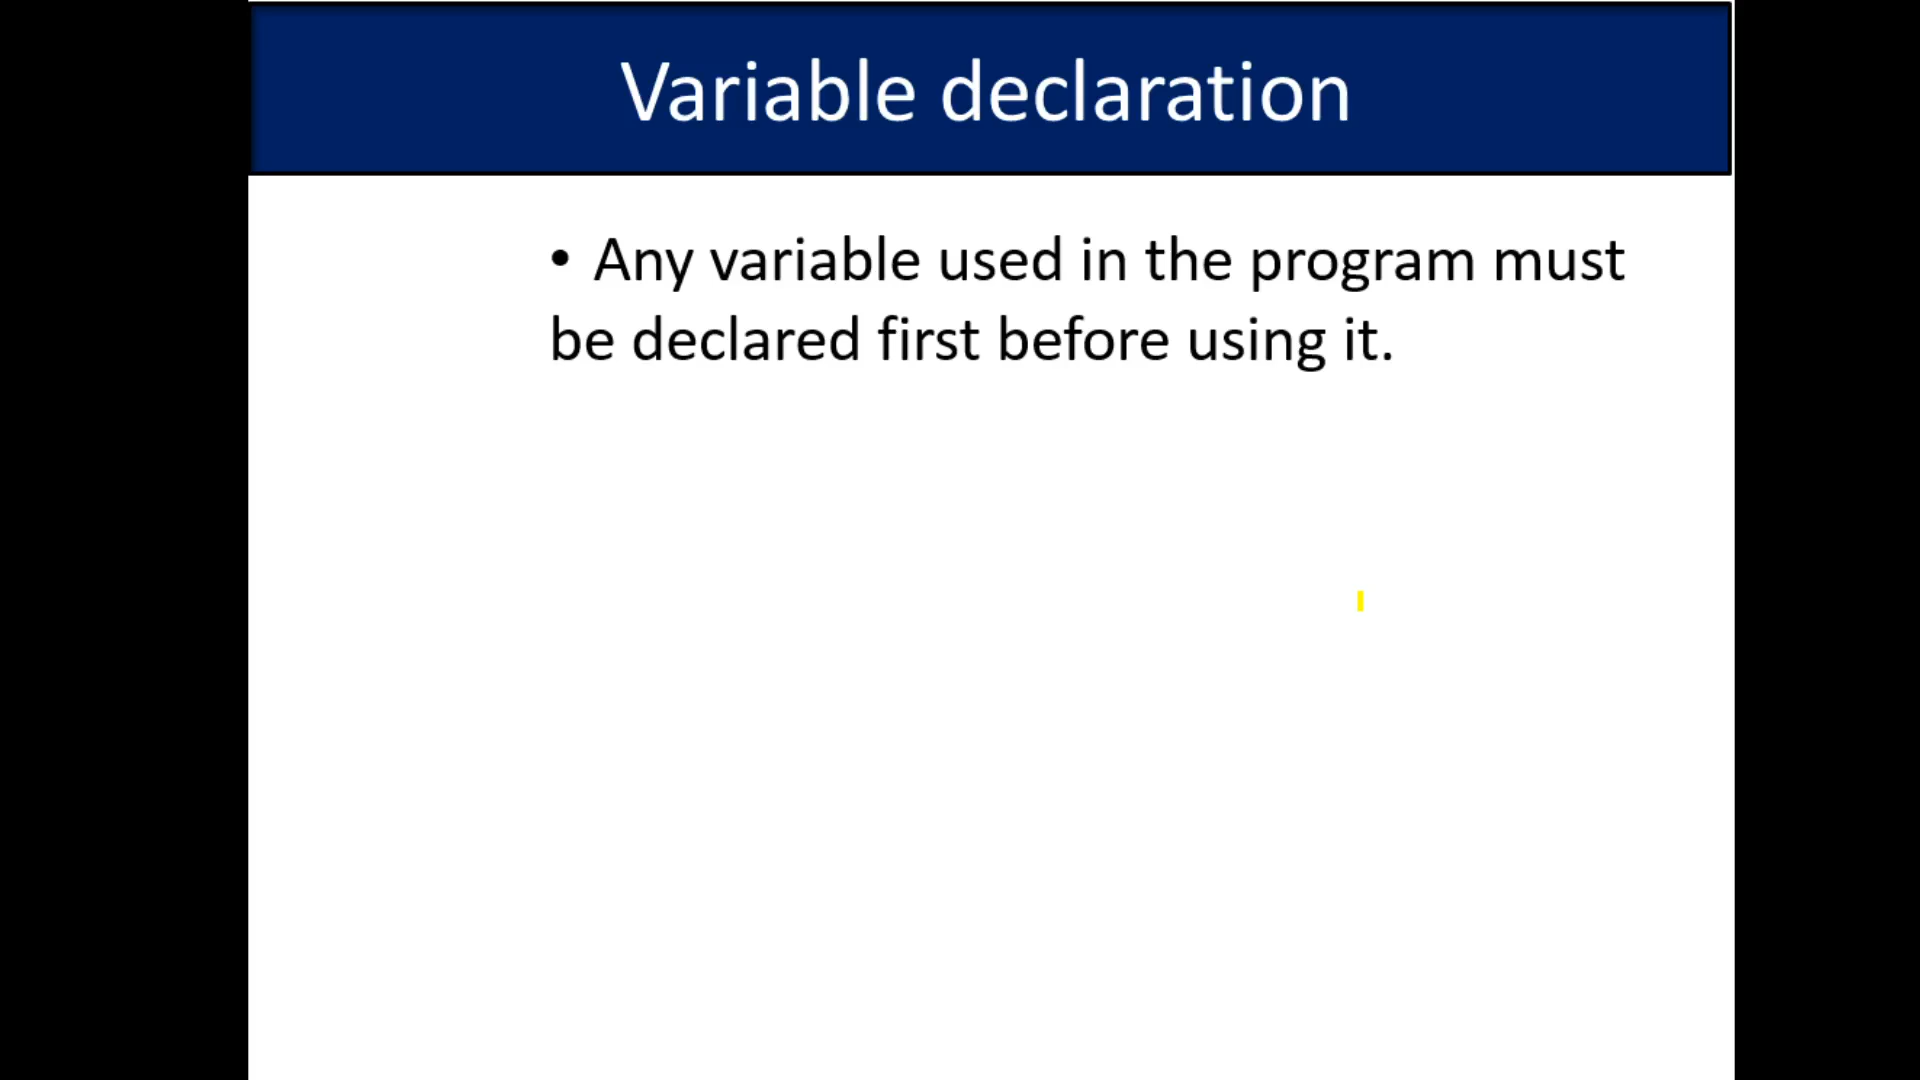 Variable declaration
• Any variable used in the program must
be declared first before using it.